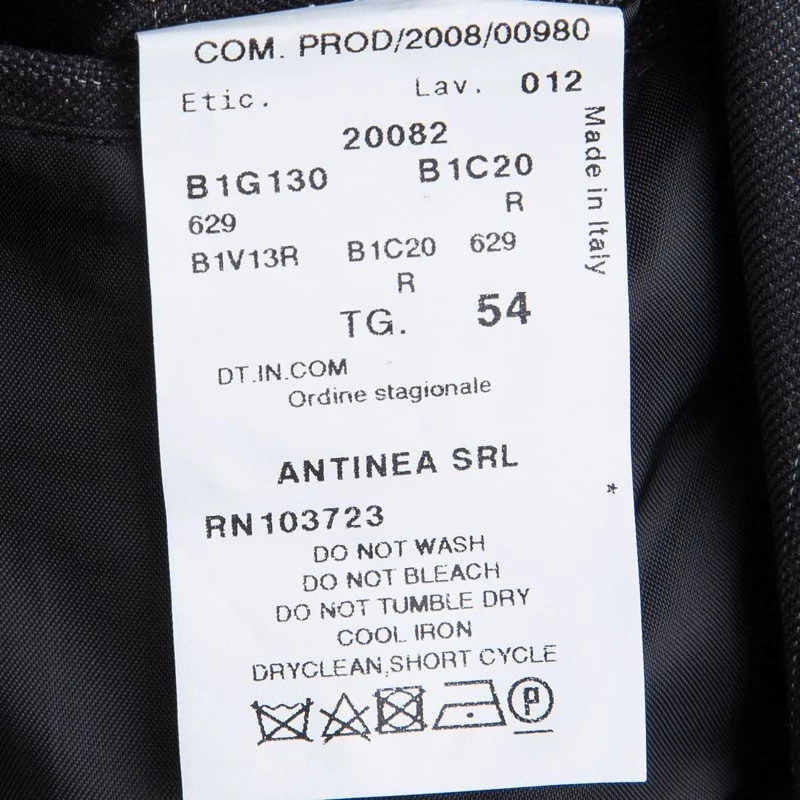 COM. PROD/2008/00980
Etic. Lav. 012
20082
B1G130 B1C20
629 R
B1V13R B1C20 629
R
TG. 54
DT.IN.COM
Ordine stagionale
ANTINEA SRL
*
RN103723
DO NOT WASH
DO NOT BLEACH
DO NOT TUMBLE DRY
COOL IRON
DRYCLEAN,SHORT CYCLE
P
Made in Italy